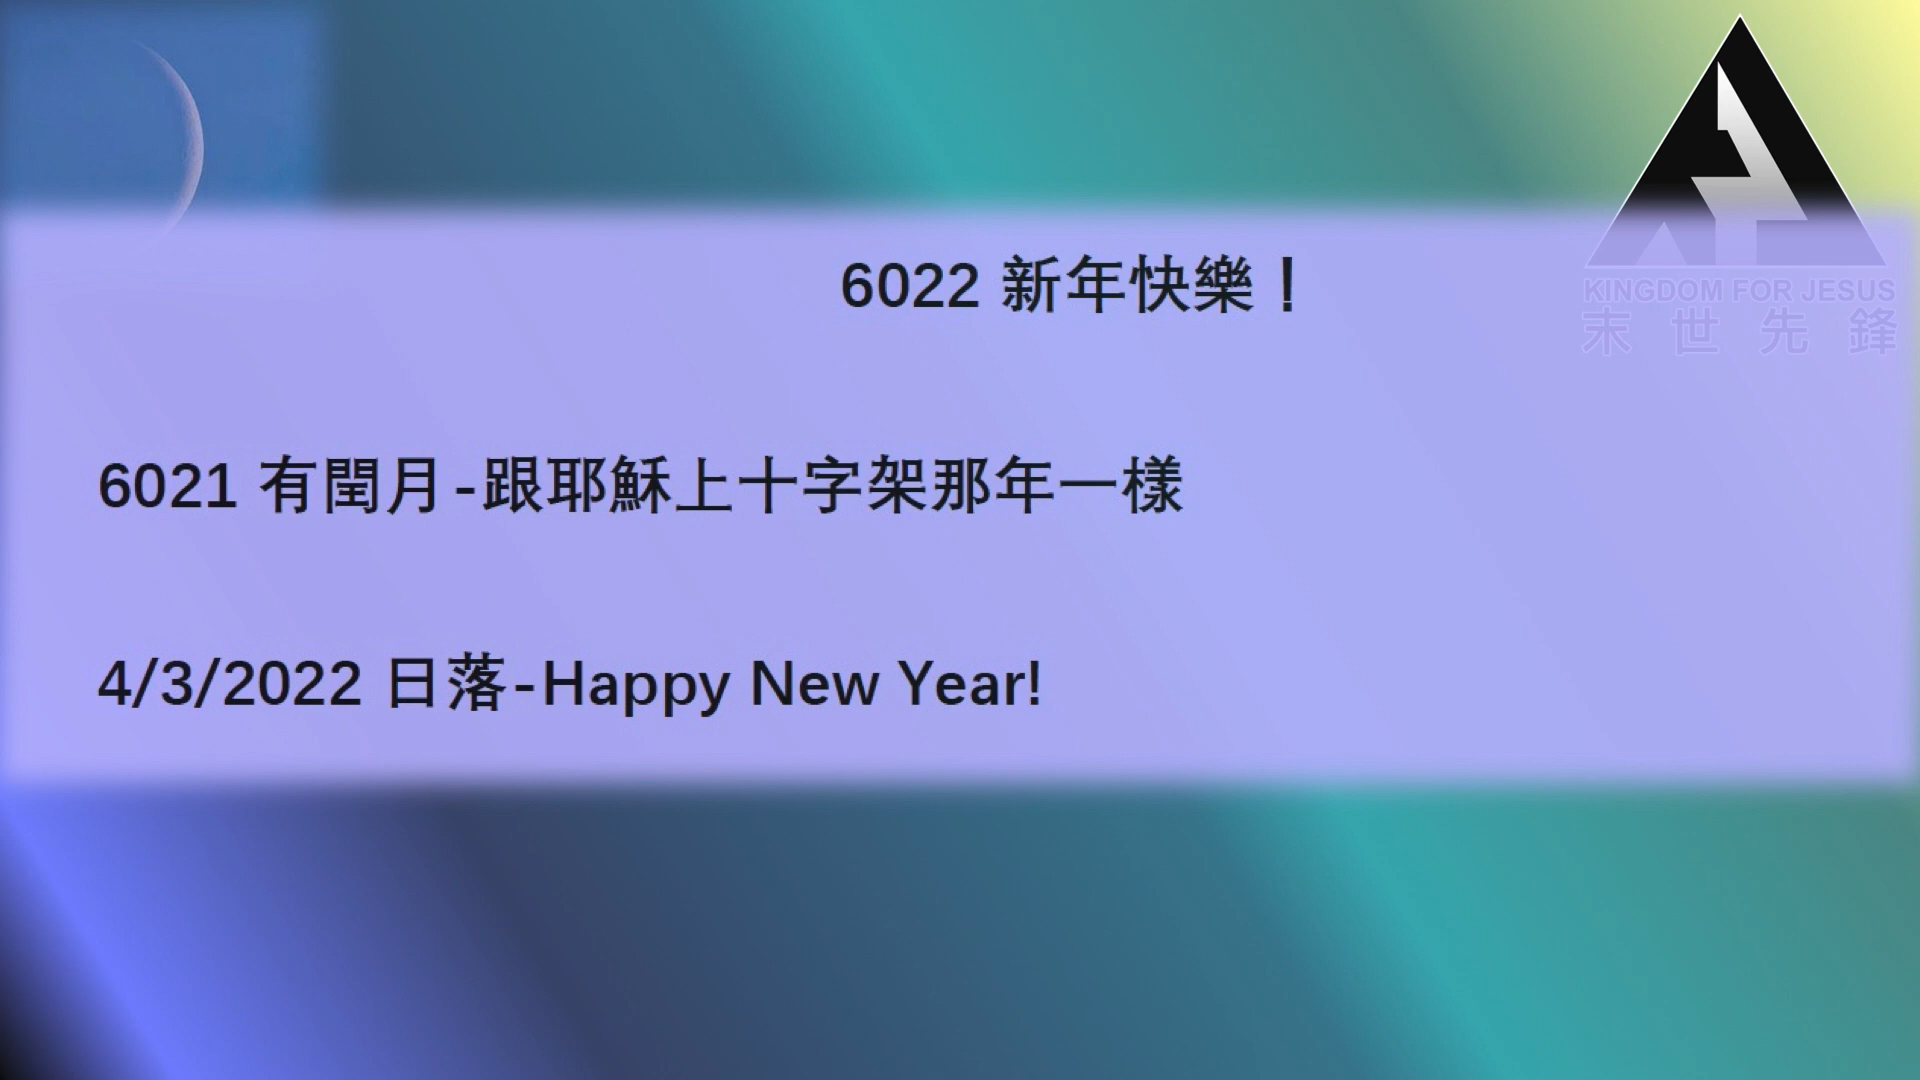 6022 新年快樂！
KINGDOM FOR JESUS
末世先鋒
6021 有閏月-跟耶穌上十字架那年一樣
4/3/2022 日落-Happy New Year!